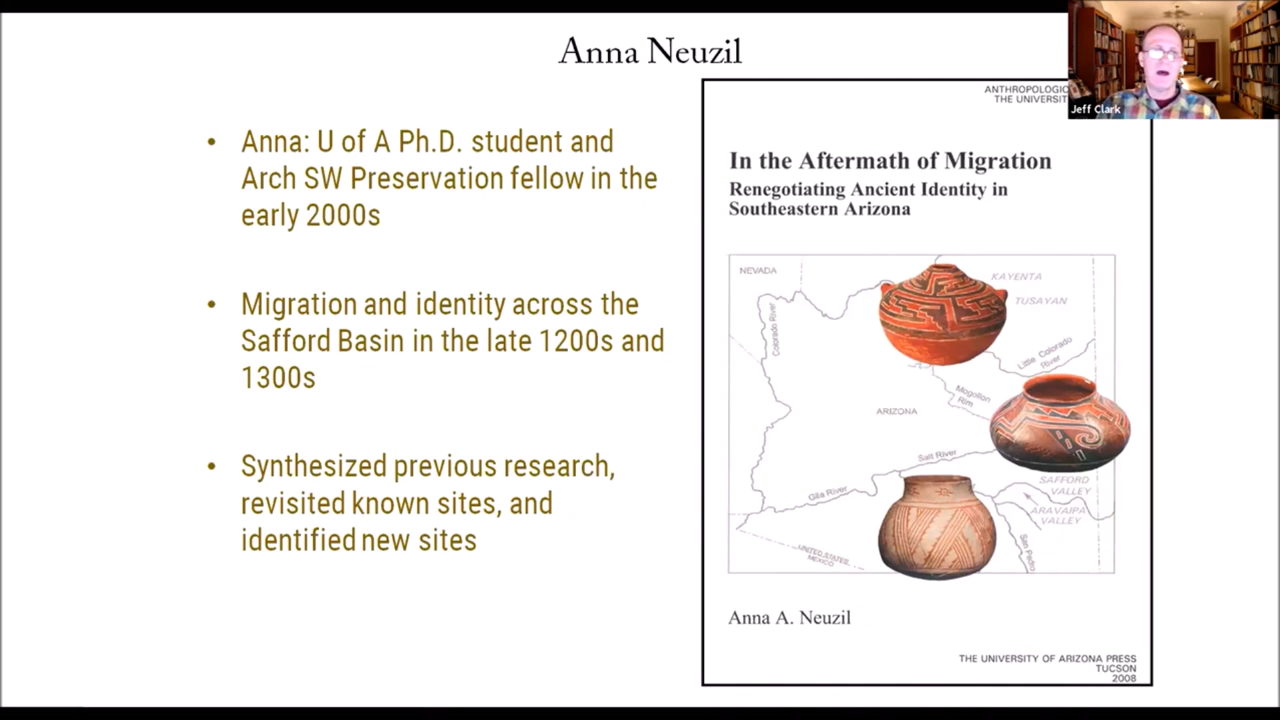 Anna Neuzil
Jeff Clark
• Anna: U of A Ph.D. student and
Arch SW Preservation fellow in the
early 2000s
• Migration and identity across the
Safford Basin in the late 1200s and
1300s
• Synthesized previous research,
revisited known sites, and
identified new sites
ANTHROPOLOGIC
THE UNIVERSIT
In the Aftermath of Migration
Renegotiating Ancient Identity in
Southeastern Arizona
NEVADA
KAYENTA
TUSAYAN
Colorado River
Little Colorado
River
Mogollon
Rim
ARIZONA
Salt River
Gila River
SAFFORD
VALLEY
ARAVAIPA
VALLEY
San Pedro
UNITED STATES
MEXICO
Anna A. Neuzil
THE UNIVERSITY OF ARIZONA PRESS
TUCSON
2008